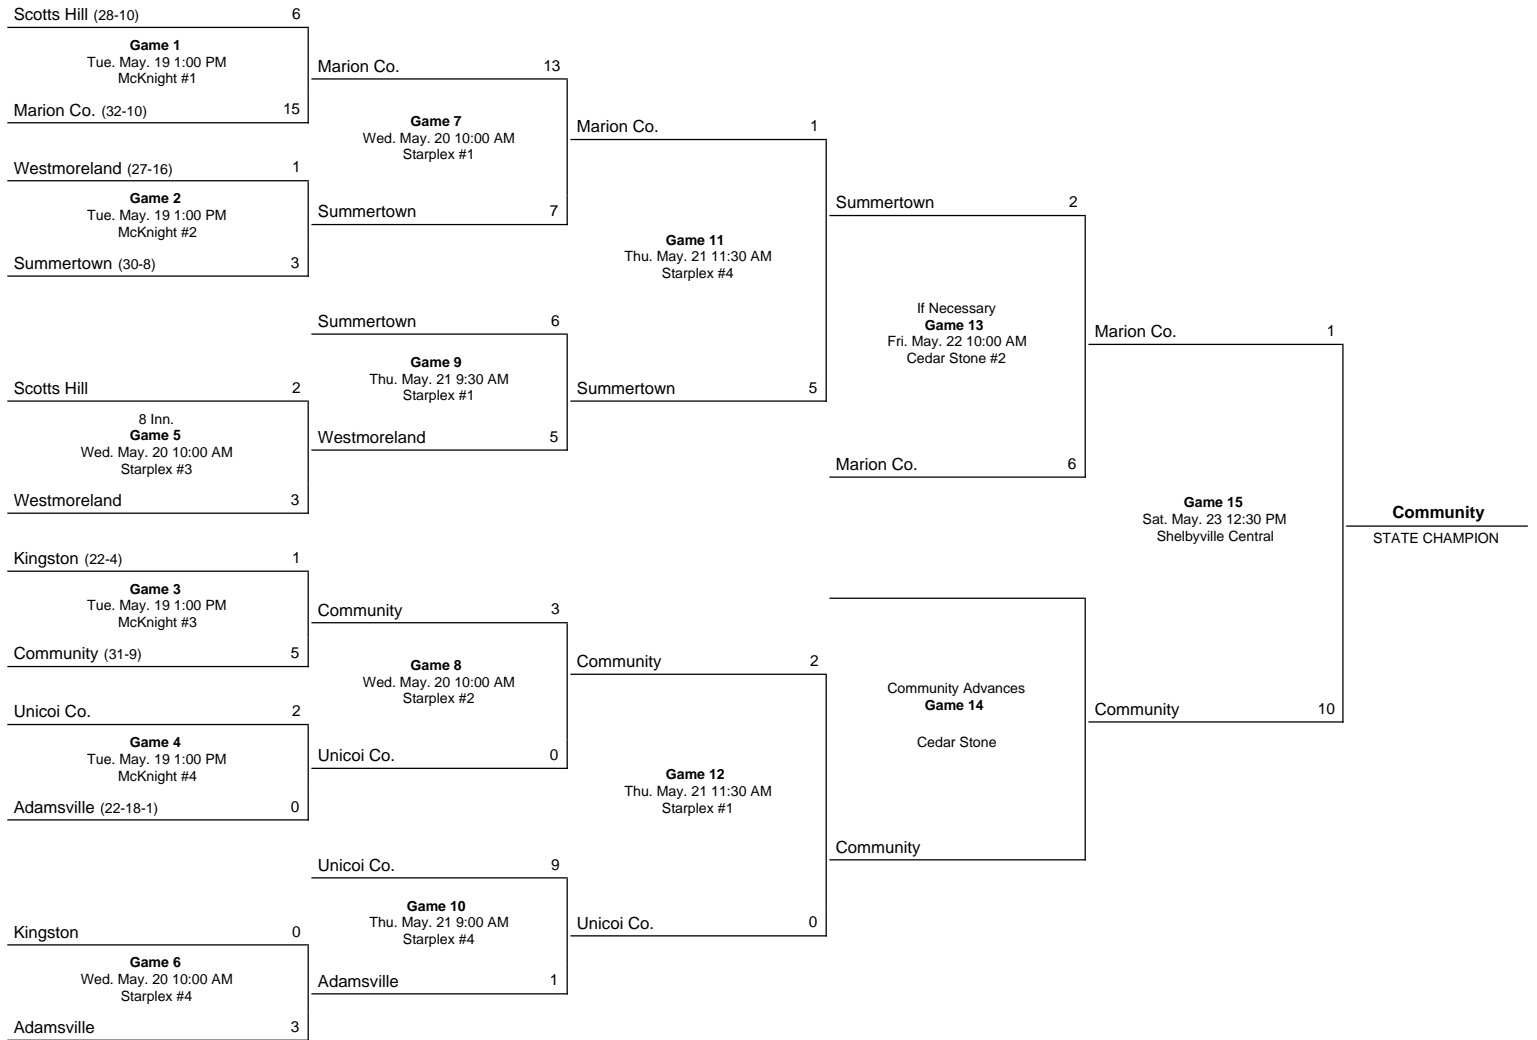 Scotts Hill (28-10) 6
Game 1
Tue. May. 19 1:00 PM
McKnight #1
Marion Co. (32-10) 15
Westmoreland (27-16) 1
Game 2
Tue. May. 19 1:00 PM
McKnight #2
Summertown (30-8) 3
Scotts Hill 2
8 Inn.
Game 5
Wed. May. 20 10:00 AM
Starplex #3
Westmoreland 3
Kingston (22-4) 1
Game 3
Tue. May. 19 1:00 PM
McKnight #3
Community (31-9) 5
Unicoi Co. 2
Game 4
Tue. May. 19 1:00 PM
McKnight #4
Adamsville (22-18-1) 0
Kingston 0
Game 6
Wed. May. 20 10:00 AM
Starplex #4
Adamsville 3
Marion Co. 13
Game 7
Wed. May. 20 10:00 AM
Starplex #1
Summertown 7
Summertown 6
Game 9
Thu. May. 21 9:30 AM
Starplex #1
Westmoreland 5
Community 3
Game 8
Wed. May. 20 10:00 AM
Starplex #2
Unicoi Co. 0
Unicoi Co. 9
Game 10
Thu. May. 21 9:00 AM
Starplex #4
Adamsville 1
Marion Co. 1
Game 11
Thu. May. 21 11:30 AM
Starplex #4
Summertown 5
Community 2
Game 12
Thu. May. 21 11:30 AM
Starplex #1
Unicoi Co. 0
Summertown 2
If Necessary
Game 13
Fri. May. 22 10:00 AM
Cedar Stone #2
Marion Co. 6
Community Advances
Game 14
Cedar Stone
Community
Marion Co. 1
Game 15
Sat. May. 23 12:30 PM
Shelbyville Central
Community 10
Community
STATE CHAMPION